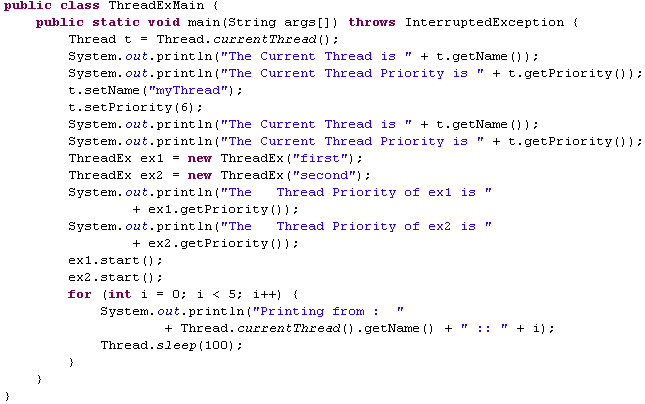 public class ThreadExMain {
    public static void main(String args[]) throws InterruptedException {
        Thread t = Thread.currentThread();
        System.out.println("The Current Thread is " + t.getName());
        System.out.println("The Current Thread Priority is " + t.getPriority());
        t.setName("myThread");
        t.setPriority(6);
        System.out.println("The Current Thread is " + t.getName());
        System.out.println("The Current Thread Priority is " + t.getPriority());
        ThreadEx ex1 = new ThreadEx("first");
        ThreadEx ex2 = new ThreadEx("second");
        System.out.println("The   Thread Priority of ex1 is "
                + ex1.getPriority());
        System.out.println("The   Thread Priority of ex2 is "
                + ex2.getPriority());
        ex1.start();
        ex2.start();
        for (int i = 0; i < 5; i++) {
            System.out.println("Printing from :  "
                    + Thread.currentThread().getName() + " :: " + i);
            Thread.sleep(100);
        }
    }
}